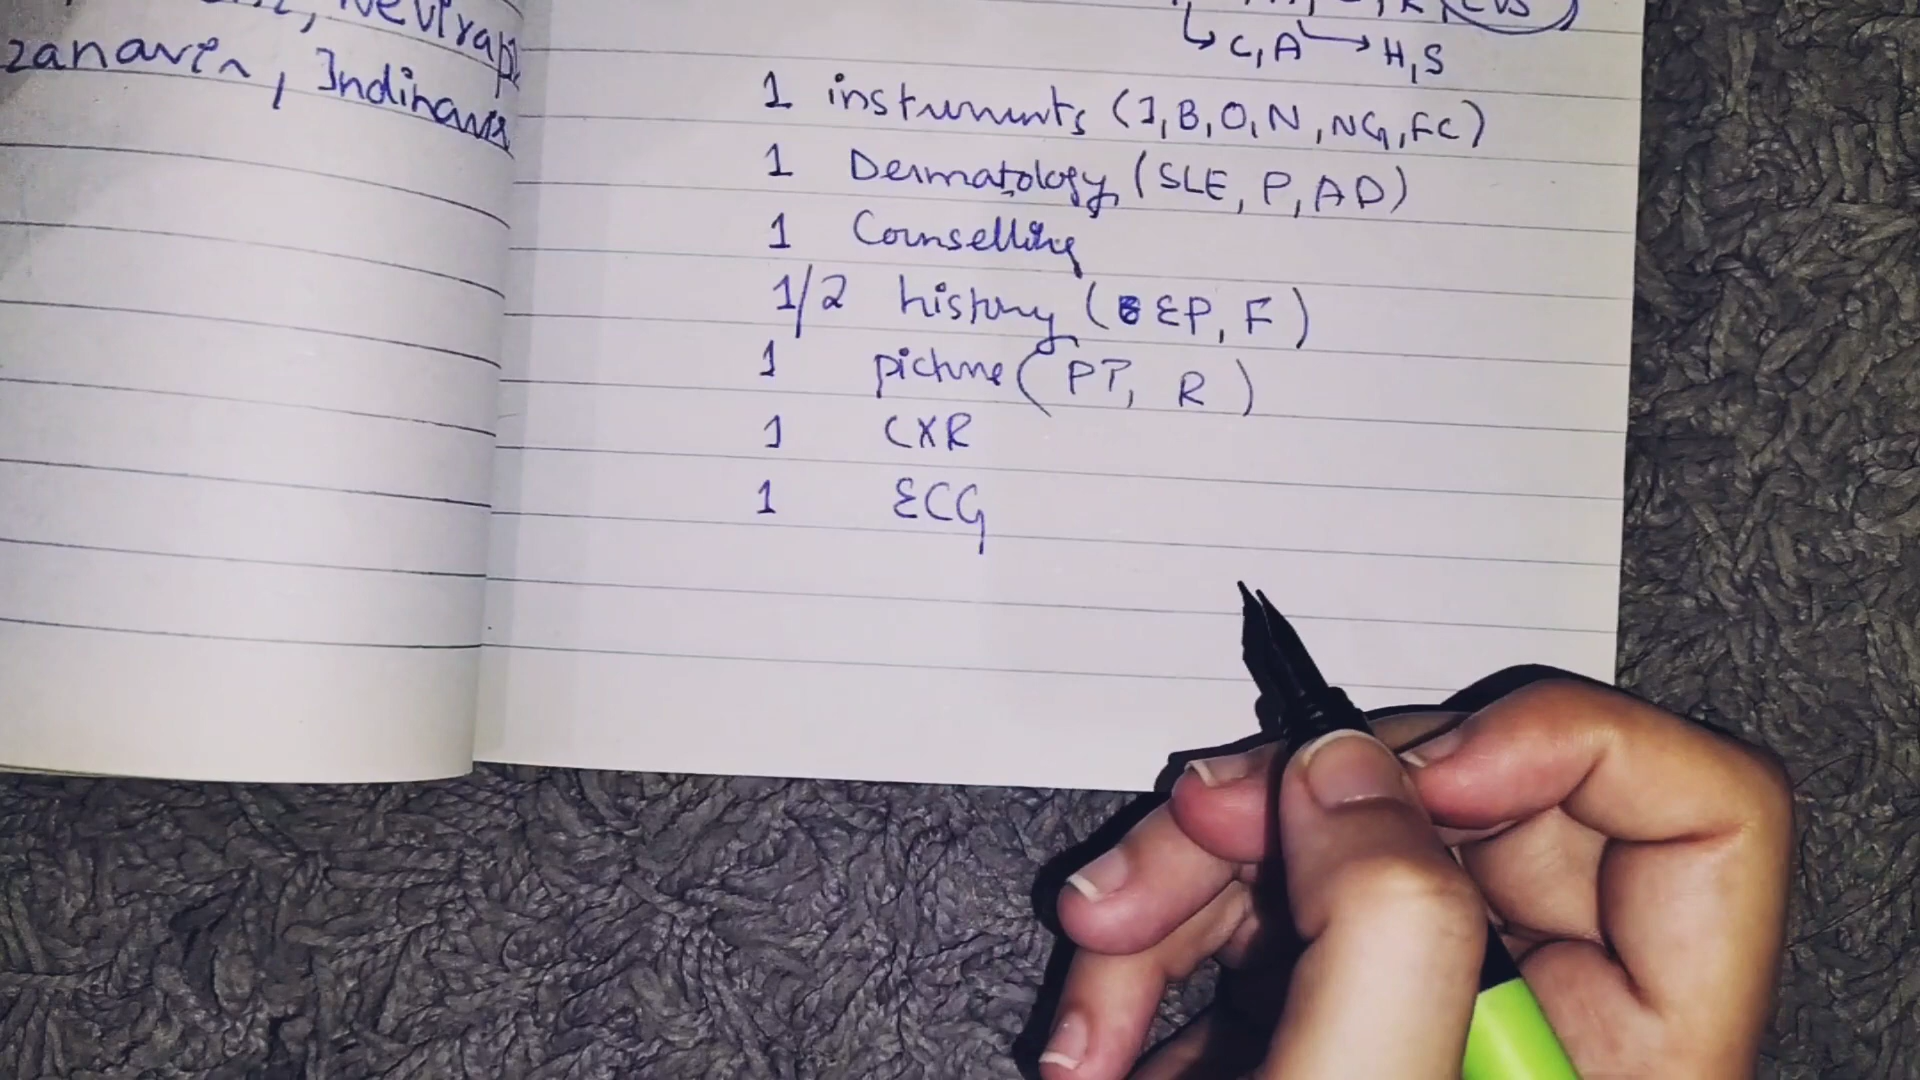 zanavir, Indinavir
CVS
C, A → H, S
1 instruments (I, B, O, N, NG, FC)
1 Dermatology (SLE, P, AD)
1 Counselling
1/2 history (EP, F)
1 picture (PT, R)
1 CXR
1 ECG